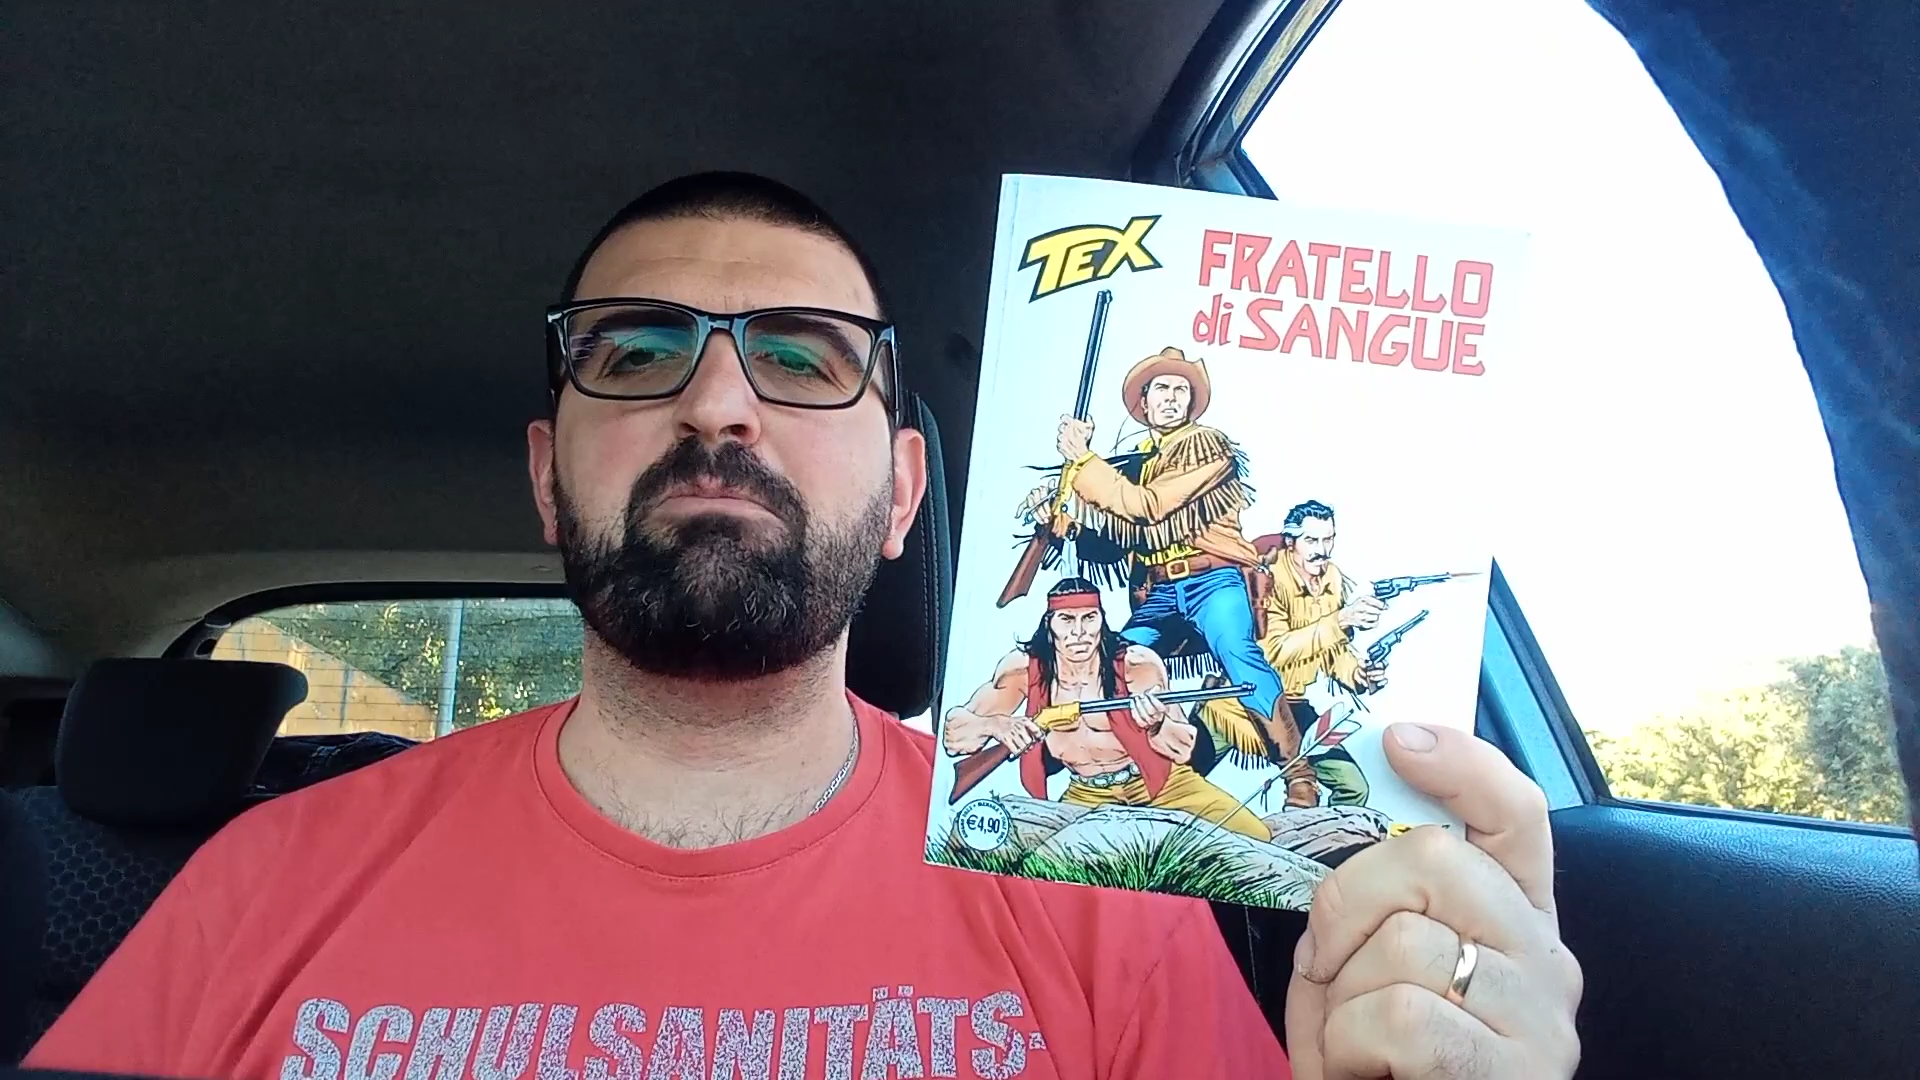 TEX
FRATELLO
di SANGUE
€4,90
SCHULSANITÄTS-